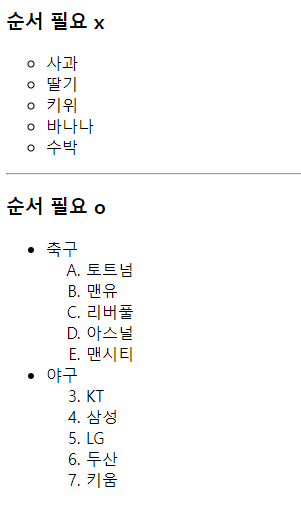 순서 필요 x
사과
딸기
키위
바나나
수박
순서 필요 o
축구
A. 토트넘
B. 맨유
C. 리버풀
D. 아스널
E. 맨시티
야구
3. KT
4. 삼성
5. LG
6. 두산
7. 키움